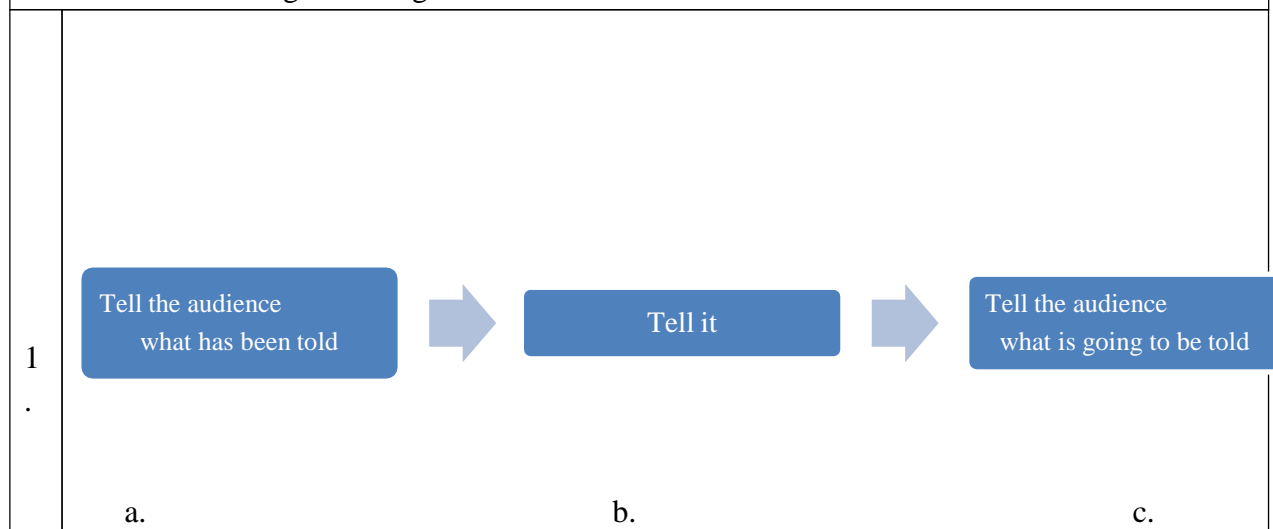 Tell the audience
what has been told
Tell it
Tell the audience
what is going to be told
1
.
a.
b.
c.